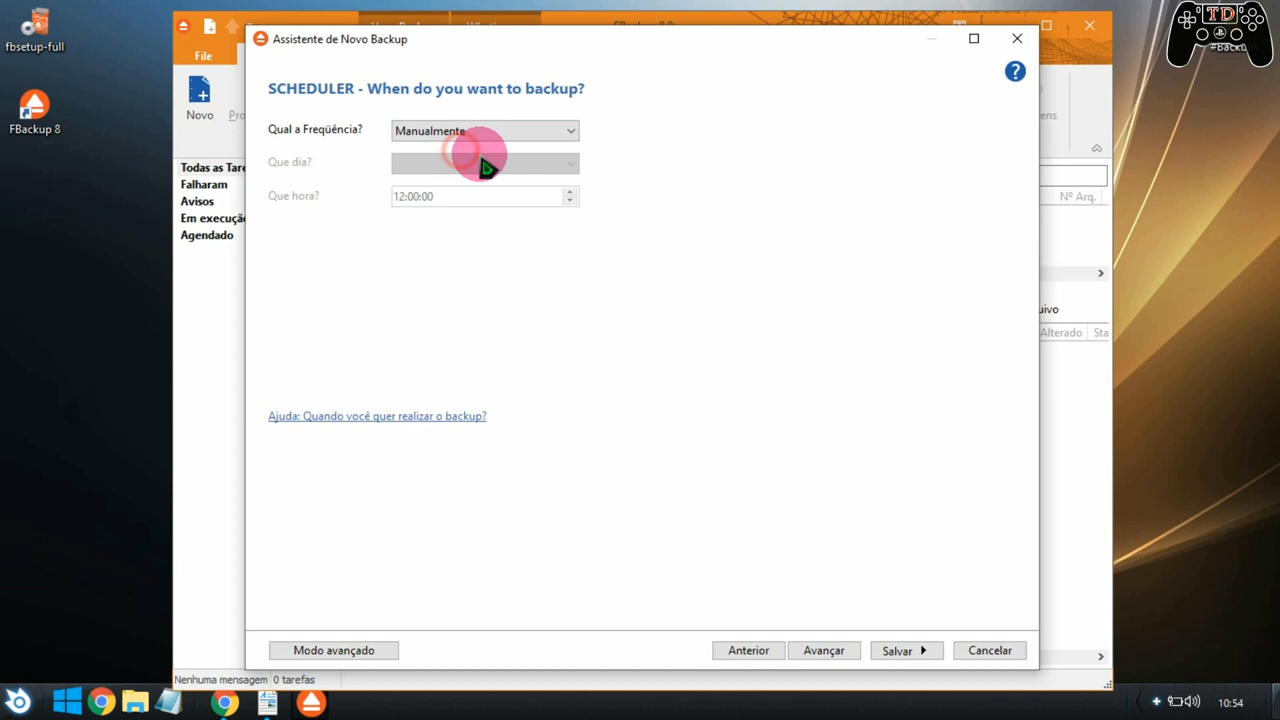 fbsetup-full
FBackup 8
File
Novo
Todas as Tare
Falharam
Avisos
Em execução
Agendado
Nenhuma mensagem 0 tarefas
Assistente de Novo Backup
SCHEDULER - When do you want to backup?
Qual a Freqüência? Manualmente
Que dia?
Que hora? 12:00:00
Ajuda: Quando você quer realizar o backup?
Modo avançado Anterior Avançar Salvar Cancelar
?
TD
#Backup
ens
Nº Arq.
uivo
Alterado Sta
10:54